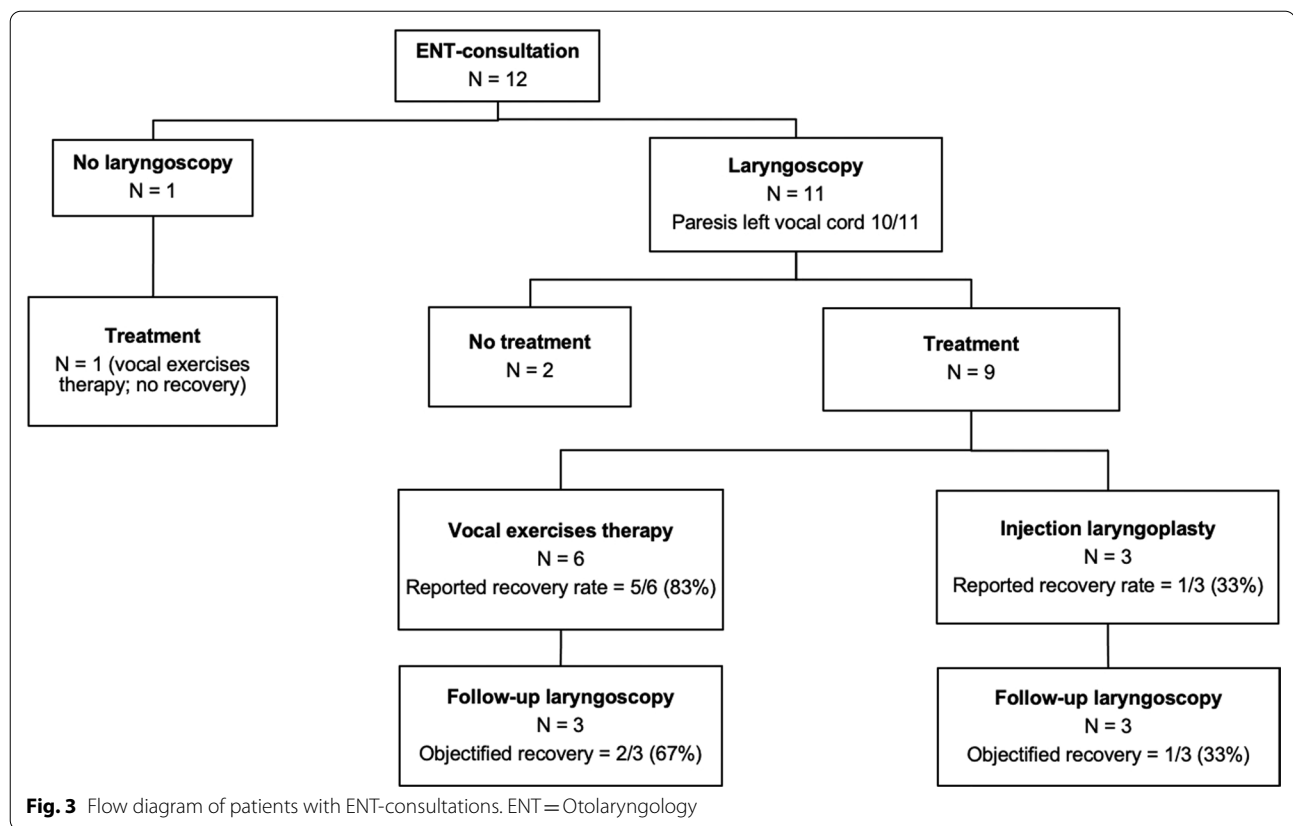 ENT-consultation
N = 12
No laryngoscopy
N = 1
Laryngoscopy
N = 11
Paresis left vocal cord 10/11
Treatment
N = 1 (vocal exercises
therapy; no recovery)
No treatment
N = 2
Treatment
N = 9
Vocal exercises therapy
N = 6
Reported recovery rate = 5/6 (83%)
Injection laryngoplasty
N = 3
Reported recovery rate = 1/3 (33%)
Follow-up laryngoscopy
N = 3
Objectified recovery = 2/3 (67%)
Follow-up laryngoscopy
N = 3
Objectified recovery = 1/3 (33%)
Fig. 3 Flow diagram of patients with ENT-consultations. ENT = Otolaryngology